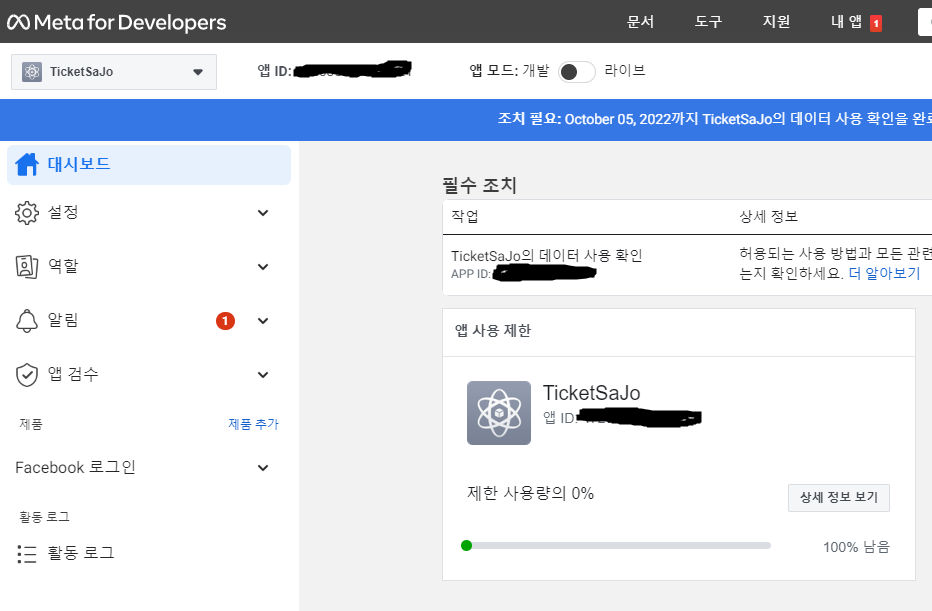 Meta for Developers 문서 도구 지원 내 앱 1
TicketSaJo 앱 ID: 앱 모드: 개발 라이브
조치 필요: October 05, 2022까지 TicketSaJo의 데이터 사용 확인을 완료
대시보드
설정
역할
알림 1
앱 검수
제품 제품 추가
Facebook 로그인
활동 로그
활동 로그
필수 조치
작업 상세 정보
TicketSaJo의 데이터 사용 확인
APP ID:
허용되는 사용 방법과 모든 관련
는지 확인하세요. 더 알아보기
앱 사용 제한
TicketSaJo
앱 ID:
제한 사용량의 0% 상세 정보 보기
100% 남음